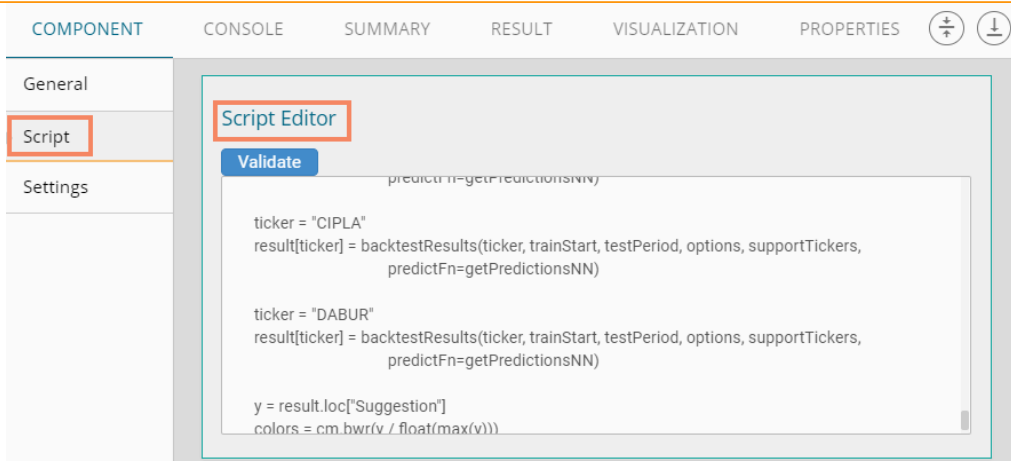 COMPONENT CONSOLE SUMMARY RESULT VISUALIZATION PROPERTIES
General
Script
Settings
Script Editor
Validate
predictFn=getPredictionsNN)
ticker = "CIPLA"
result[ticker] = backtestResults(ticker, trainStart, testPeriod, options, supportTickers,
predictFn=getPredictionsNN)
ticker = "DABUR"
result[ticker] = backtestResults(ticker, trainStart, testPeriod, options, supportTickers,
predictFn=getPredictionsNN)
y = result.loc["Suggestion"]
colors = cm.bwr(y / float(max(y)))